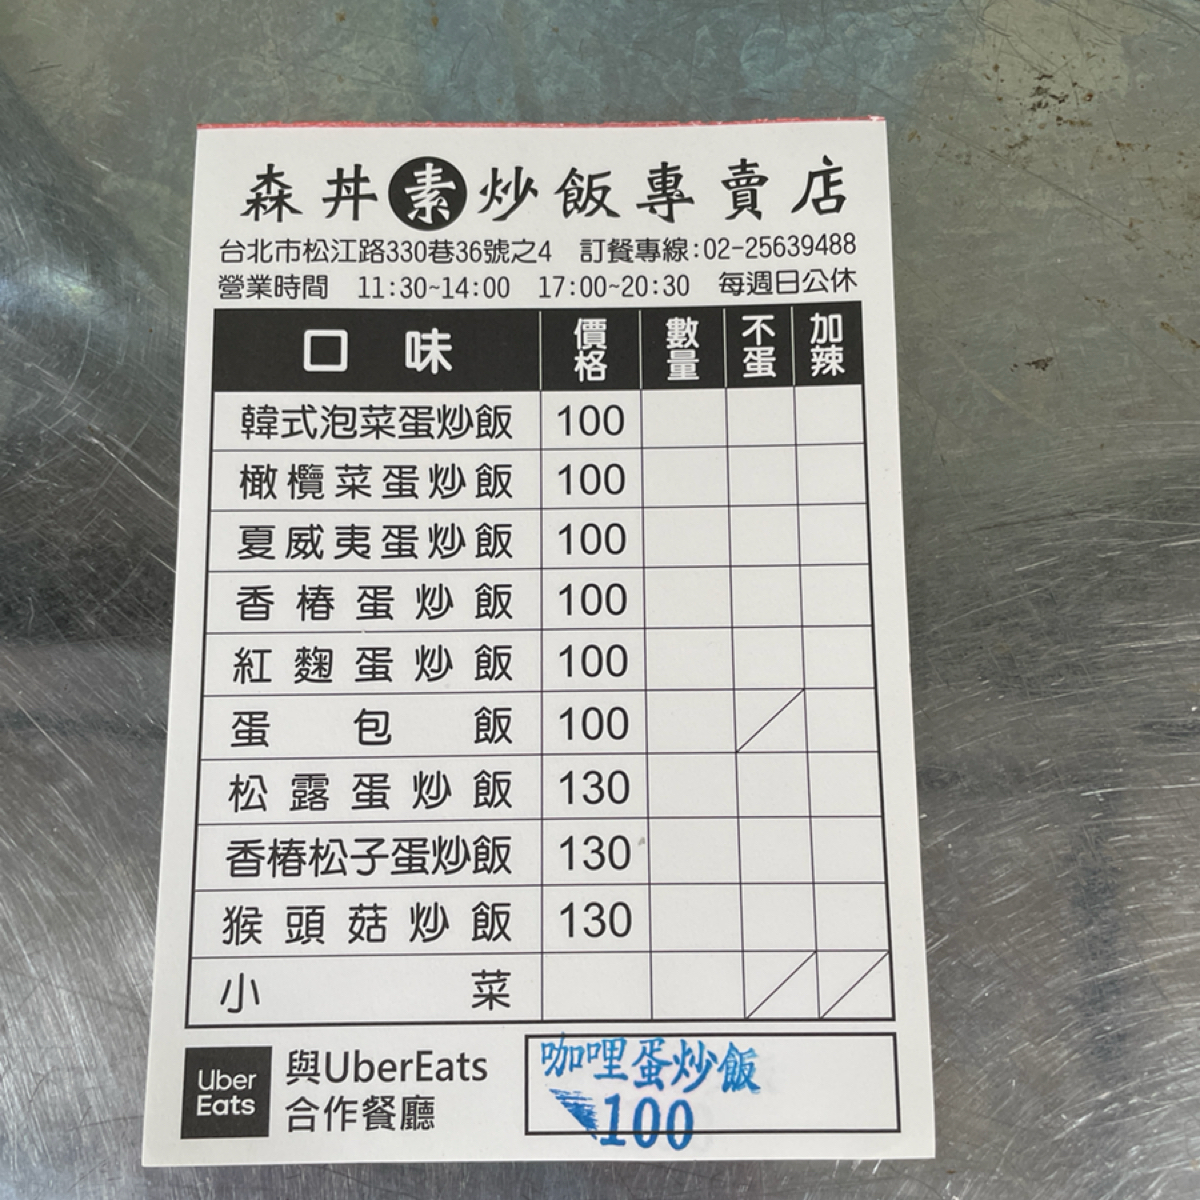 森丼素炒飯專賣店
台北市松江路330巷36號之4 訂餐專線:02-25639488
營業時間 11:30~14:00 17:00~20:30 每週日公休
口味 價格 數量 不蛋 加辣
韓式泡菜蛋炒飯 100
橄欖菜蛋炒飯 100
夏威夷蛋炒飯 100
香椿蛋炒飯 100
紅麴蛋炒飯 100
蛋包飯 100
松露蛋炒飯 130
香椿松子蛋炒飯 130
猴頭菇炒飯 130
小菜
Uber
Eats
與UberEats
合作餐廳
咖哩蛋炒飯
100